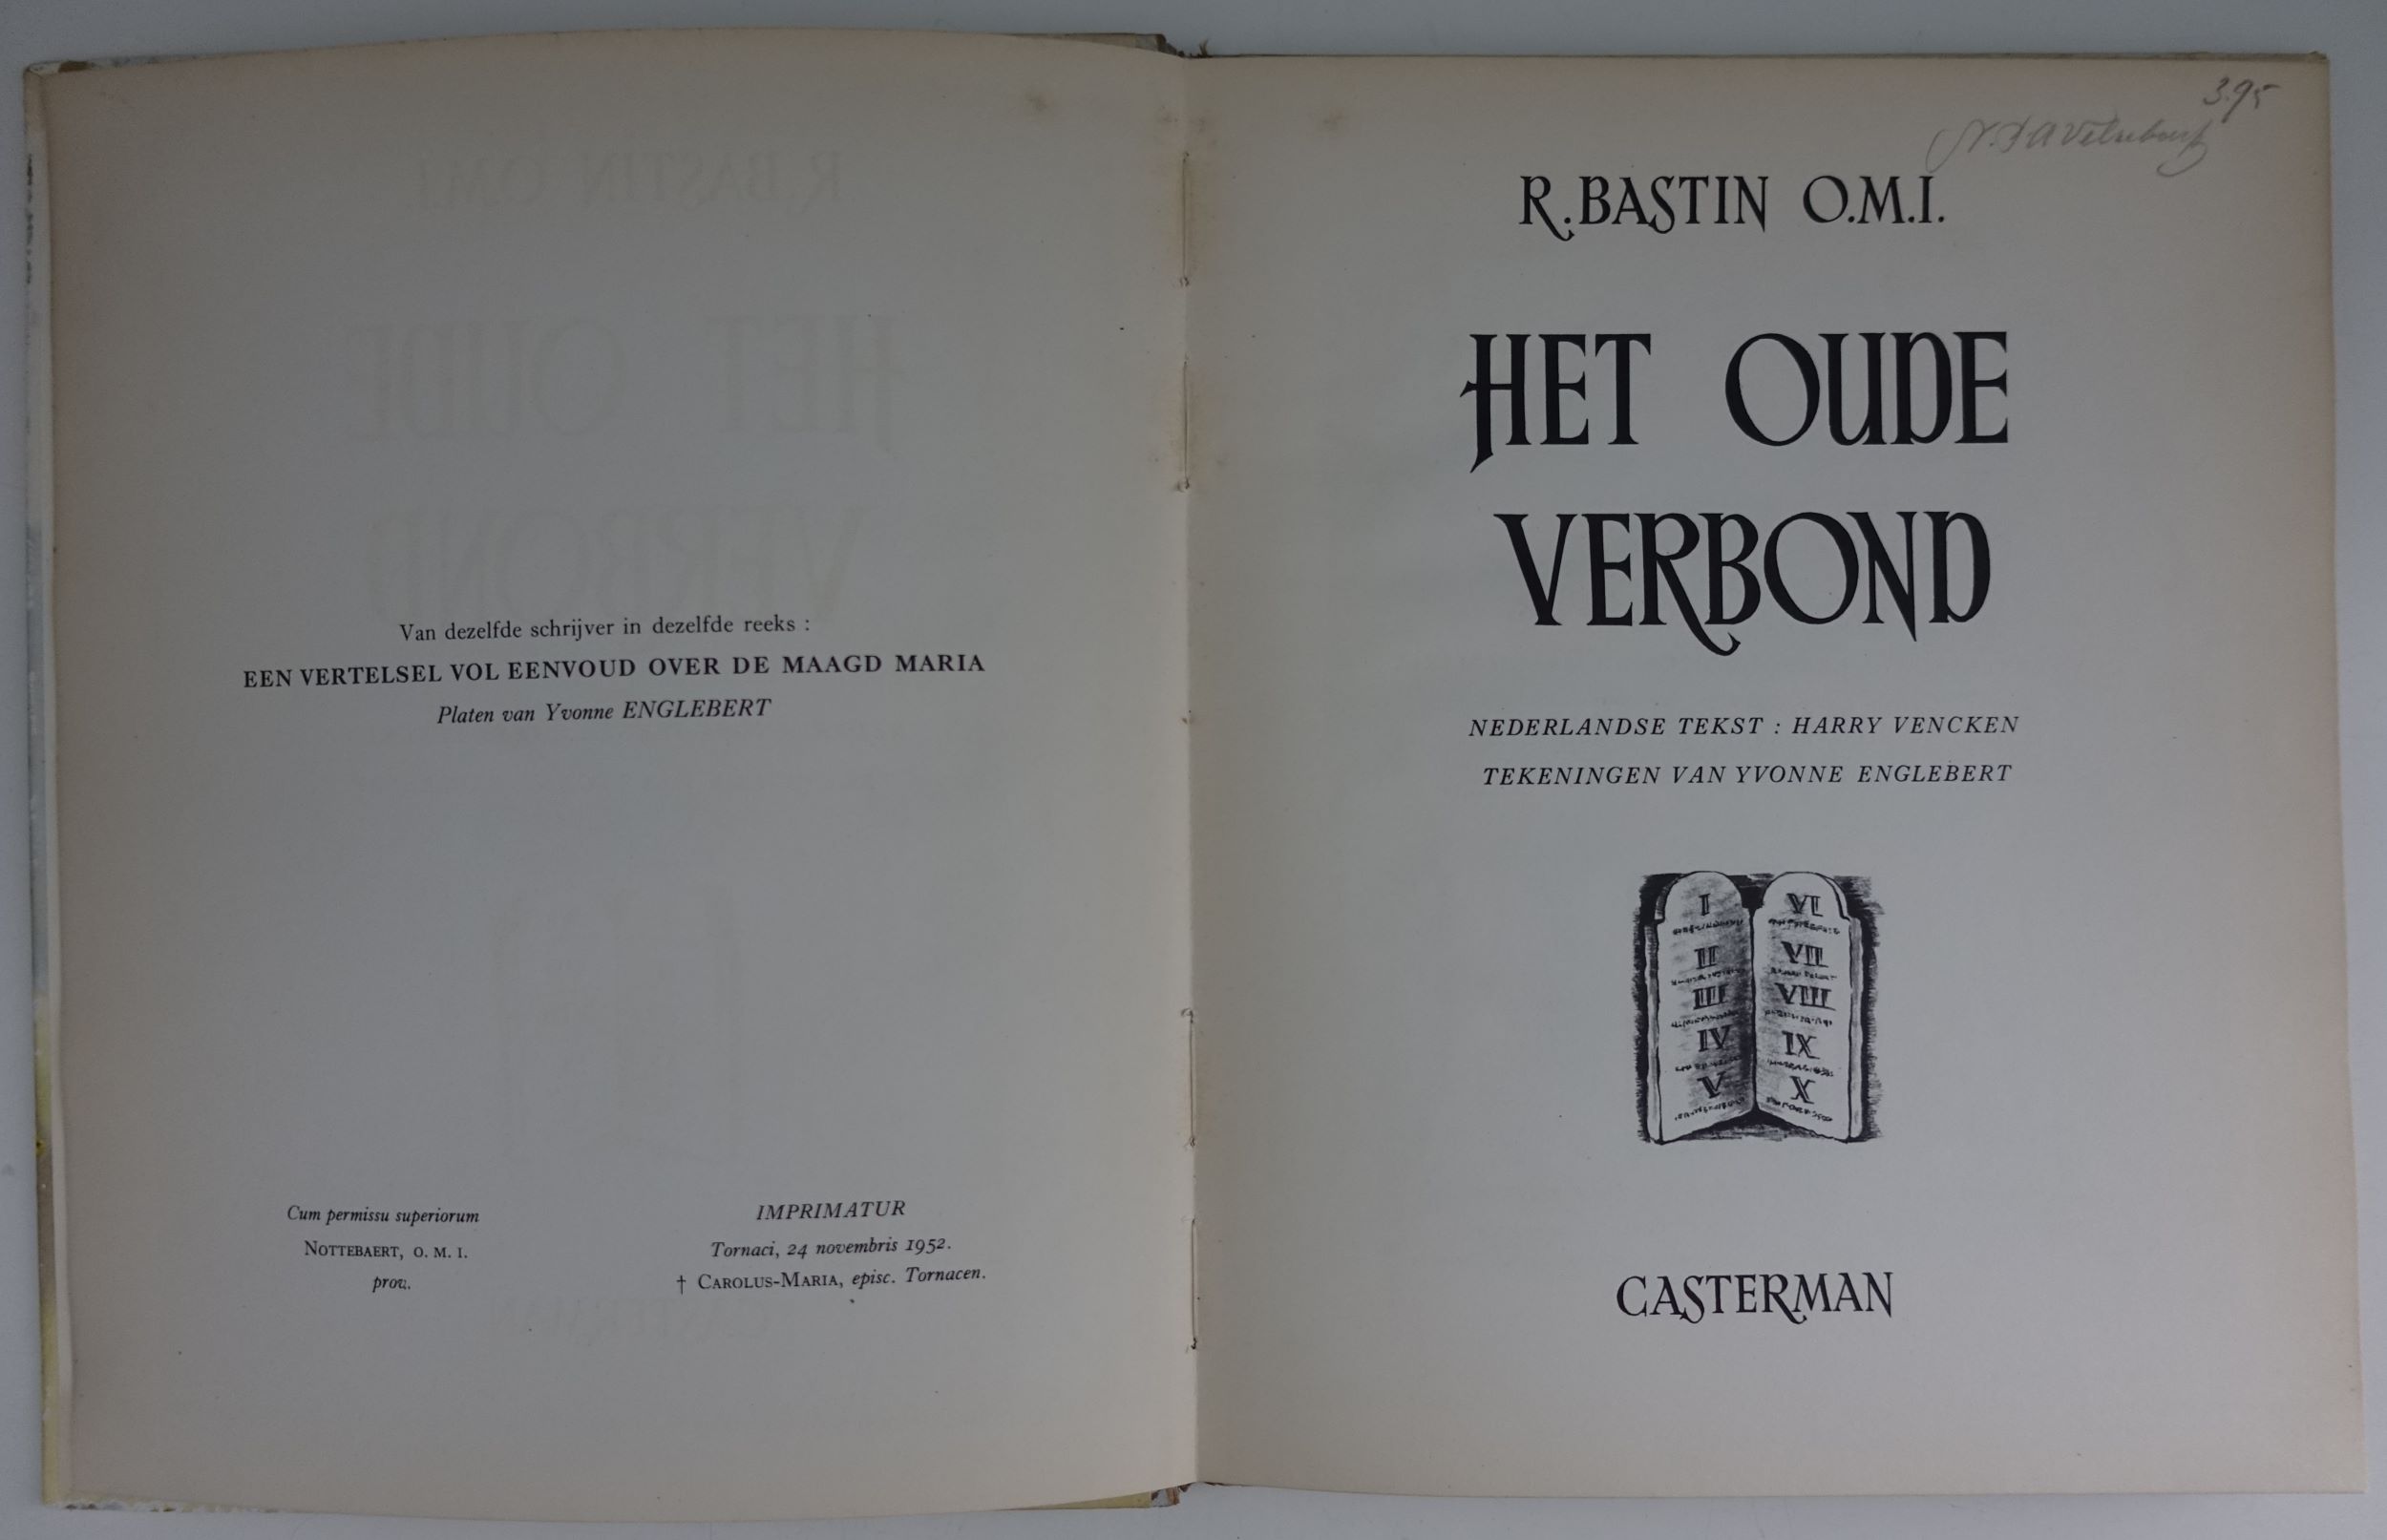 Van dezelfde schrijver in dezelfde reeks :
EEN VERTELSEL VOL EENVOUD OVER DE MAAGD MARIA
Platen van Yvonne ENGLEBERT
Cum permissu superiorum
NOTTEBAERT, O. M. I.
prov.
IMPRIMATUR
Tornaci, 24 novembris 1952.
† CAROLUS-MARIA, episc. Tornacen.
3.95
R. BASTIN O.M.I.
HET OUDE
VERBOND
NEDERLANDSE TEKST : HARRY VENCKEN
TEKENINGEN VAN YVONNE ENGLEBERT
I VI
II VII
III VIII
IV IX
V X
CASTERMAN